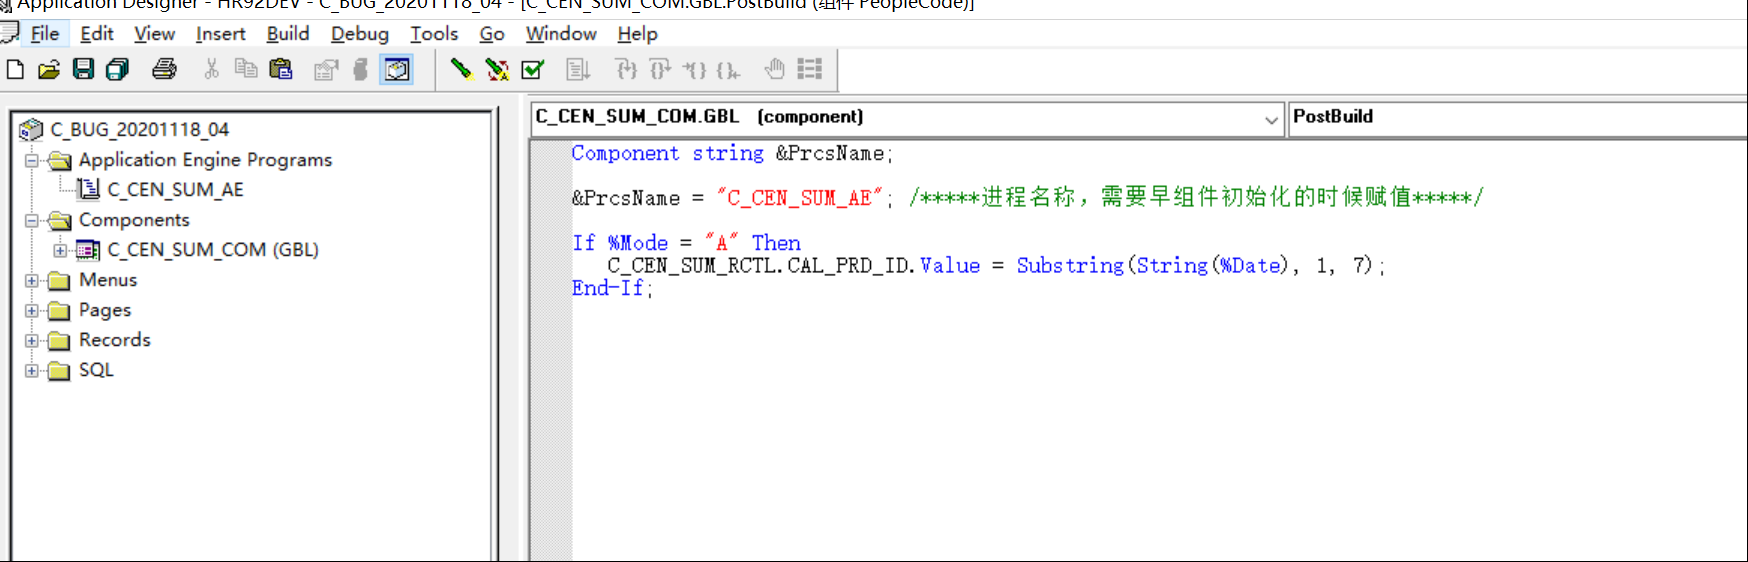 Application Designer - HR92DEV - C_BUG_20201118_04 - [C_CEN_SUM_COM.GBL.PostBuild (组件 PeopleCode)]
File Edit View Insert Build Debug Tools Go Window Help
C_BUG_20201118_04
Application Engine Programs
C_CEN_SUM_AE
Components
C_CEN_SUM_COM (GBL)
Menus
Pages
Records
SQL
C_CEN_SUM_COM.GBL (component)
PostBuild
Component string &PrcsName;
&PrcsName = "C_CEN_SUM_AE"; /*****进程名称，需要早组件初始化的时候赋值*****/
If %Mode = "A" Then
C_CEN_SUM_RCTL.CAL_PRD_ID.Value = Substring(String(%Date), 1, 7);
End-If;